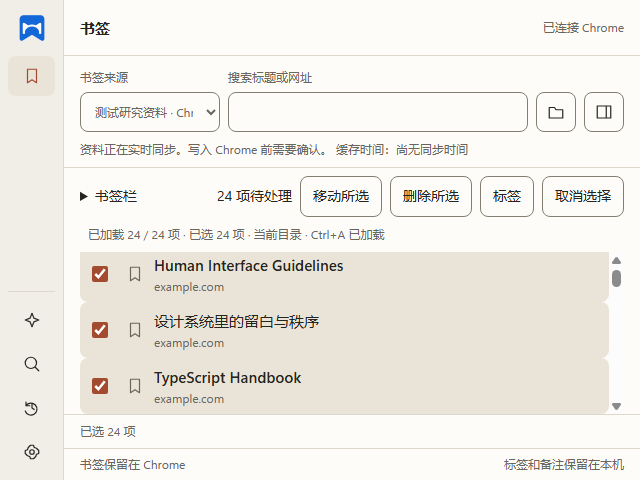 书签
已连接 Chrome
书签来源
搜索标题或网址
测试研究资料 · Chr
资料正在实时同步。写入 Chrome 前需要确认。 缓存时间：尚无同步时间
▶ 书签栏
24 项待处理
移动所选
删除所选
标签
取消选择
已加载 24 / 24 项 · 已选 24 项 · 当前目录 · Ctrl+A 已加载
Human Interface Guidelines
example.com
设计系统里的留白与秩序
example.com
TypeScript Handbook
example.com
已选 24 项
书签保留在 Chrome
标签和备注保留在本机